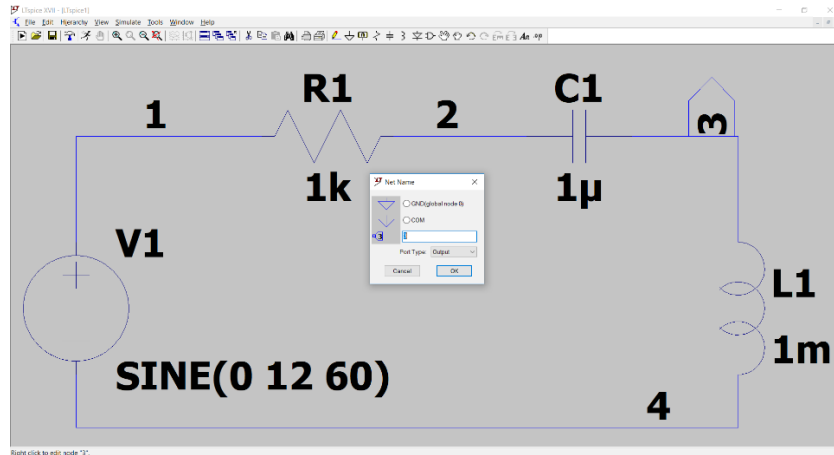 LTspice XVII - [LTspice1]
File Edit Hierarchy View Simulate Tools Window Help
R1
C1
1
2
3
1k
1µ
Net Name
GND(global node 0)
COM
3
Port Type: Output
Cancel OK
V1
L1
1m
SINE(0 12 60)
4
Right click to edit node "3".